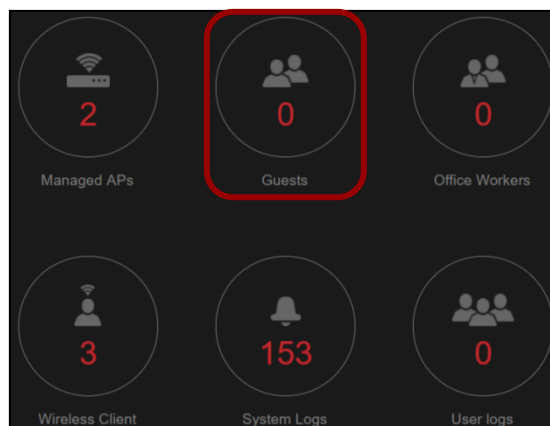 2 0 0
Managed APs Guests Office Workers
3 153 0
Wireless Client System Logs User logs